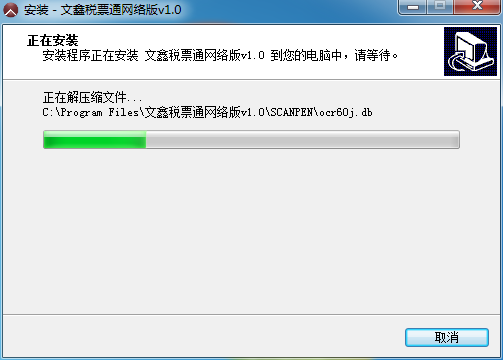 安装 - 文鑫税票通网络版v1.0
正在安装
安装程序正在安装 文鑫税票通网络版v1.0 到您的电脑中，请等待。
正在解压缩文件...
C:\Program Files\文鑫税票通网络版v1.0\SCANPEN\ocr60j.db
取消